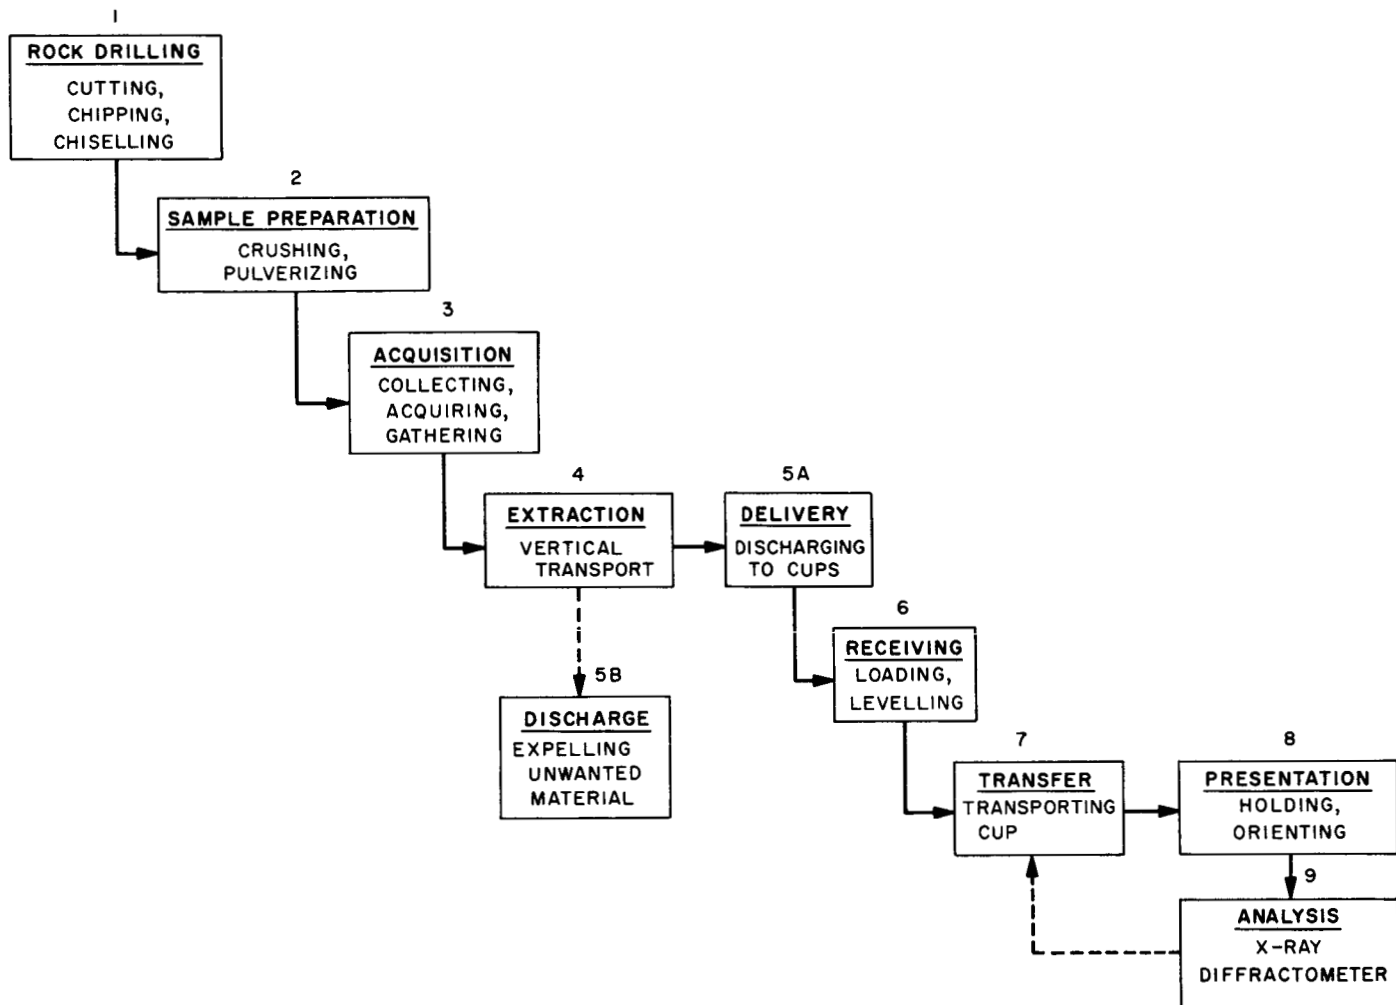 1
ROCK DRILLING
CUTTING,
CHIPPING,
CHISELLING
2
SAMPLE PREPARATION
CRUSHING,
PULVERIZING
3
ACQUISITION
COLLECTING,
ACQUIRING,
GATHERING
4
EXTRACTION
VERTICAL
TRANSPORT
5A
DELIVERY
DISCHARGING
TO CUPS
5B
DISCHARGE
EXPELLING
UNWANTED
MATERIAL
6
RECEIVING
LOADING,
LEVELLING
7
TRANSFER
TRANSPORTING
CUP
8
PRESENTATION
HOLDING,
ORIENTING
9
ANALYSIS
X-RAY
DIFFRACTOMETER